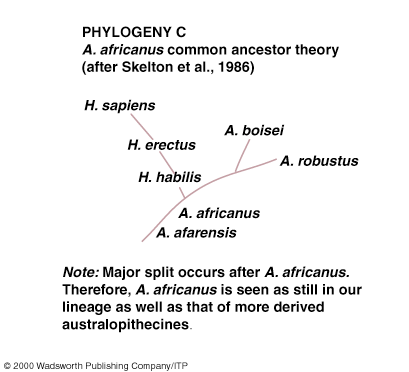 PHYLOGENY C
A. africanus common ancestor theory
(after Skelton et al., 1986)
H. sapiens
A. boisei
H. erectus
A. robustus
H. habilis
A. africanus
A. afarensis
Note: Major split occurs after A. africanus.
Therefore, A. africanus is seen as still in our
lineage as well as that of more derived
australopithecines.
© 2000 Wadsworth Publishing Company/ITP